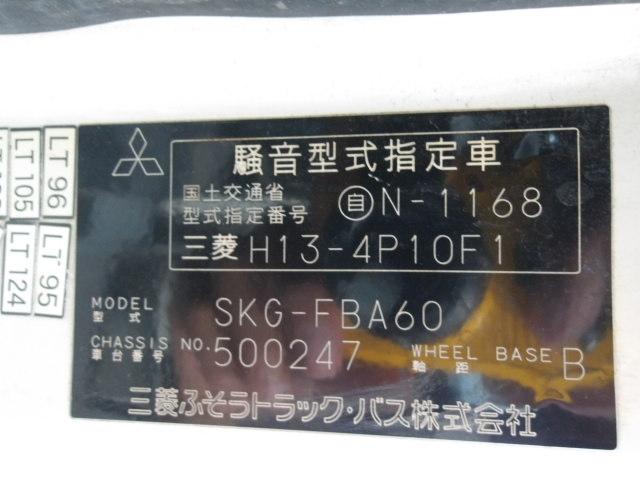 騒音型式指定車
国土交通省
型式指定番号 自N-1168
三菱 H13-4P10F1
MODEL SKG-FBA60
型式
CHASSIS NO. 500247 WHEEL BASE B
車台番号 軸距
三菱ふそうトラック・バス株式会社
LT 96
LT 105
LT 95
LT 124